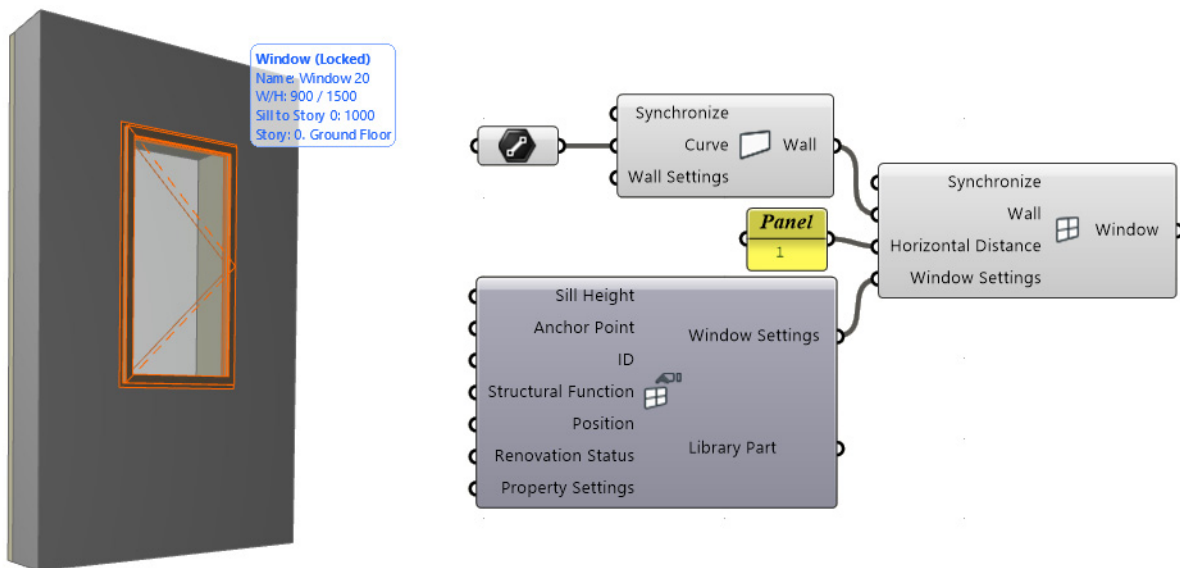 Window (Locked)
Name: Window 20
W/H: 900 / 1500
Sill to Story 0: 1000
Story: 0. Ground Floor
Synchronize
Curve
Wall
Wall Settings
Panel
1
Synchronize
Wall
Horizontal Distance
Window Settings
Window
Sill Height
Anchor Point
ID
Structural Function
Position
Renovation Status
Property Settings
Window Settings
Library Part